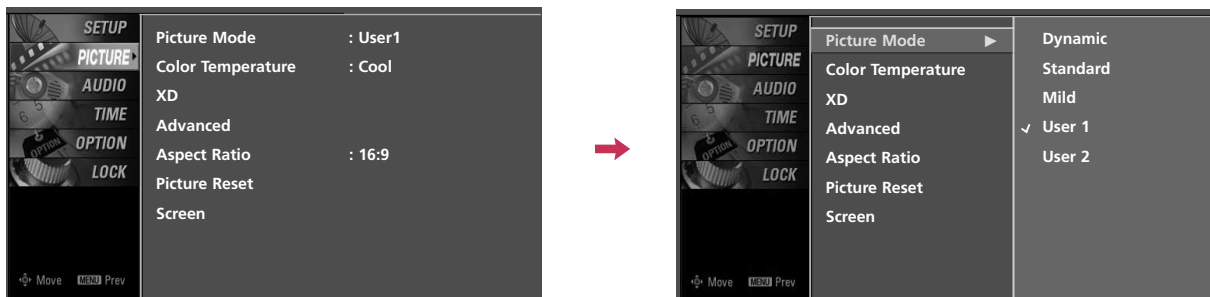 SETUP
PICTURE
AUDIO
TIME
OPTION
LOCK
Move MENU Prev
Picture Mode : User1
Color Temperature : Cool
XD
Advanced
Aspect Ratio : 16:9
Picture Reset
Screen
SETUP
PICTURE
AUDIO
TIME
OPTION
LOCK
Move MENU Prev
Picture Mode
Color Temperature
XD
Advanced
Aspect Ratio
Picture Reset
Screen
Dynamic
Standard
Mild
User 1
User 2